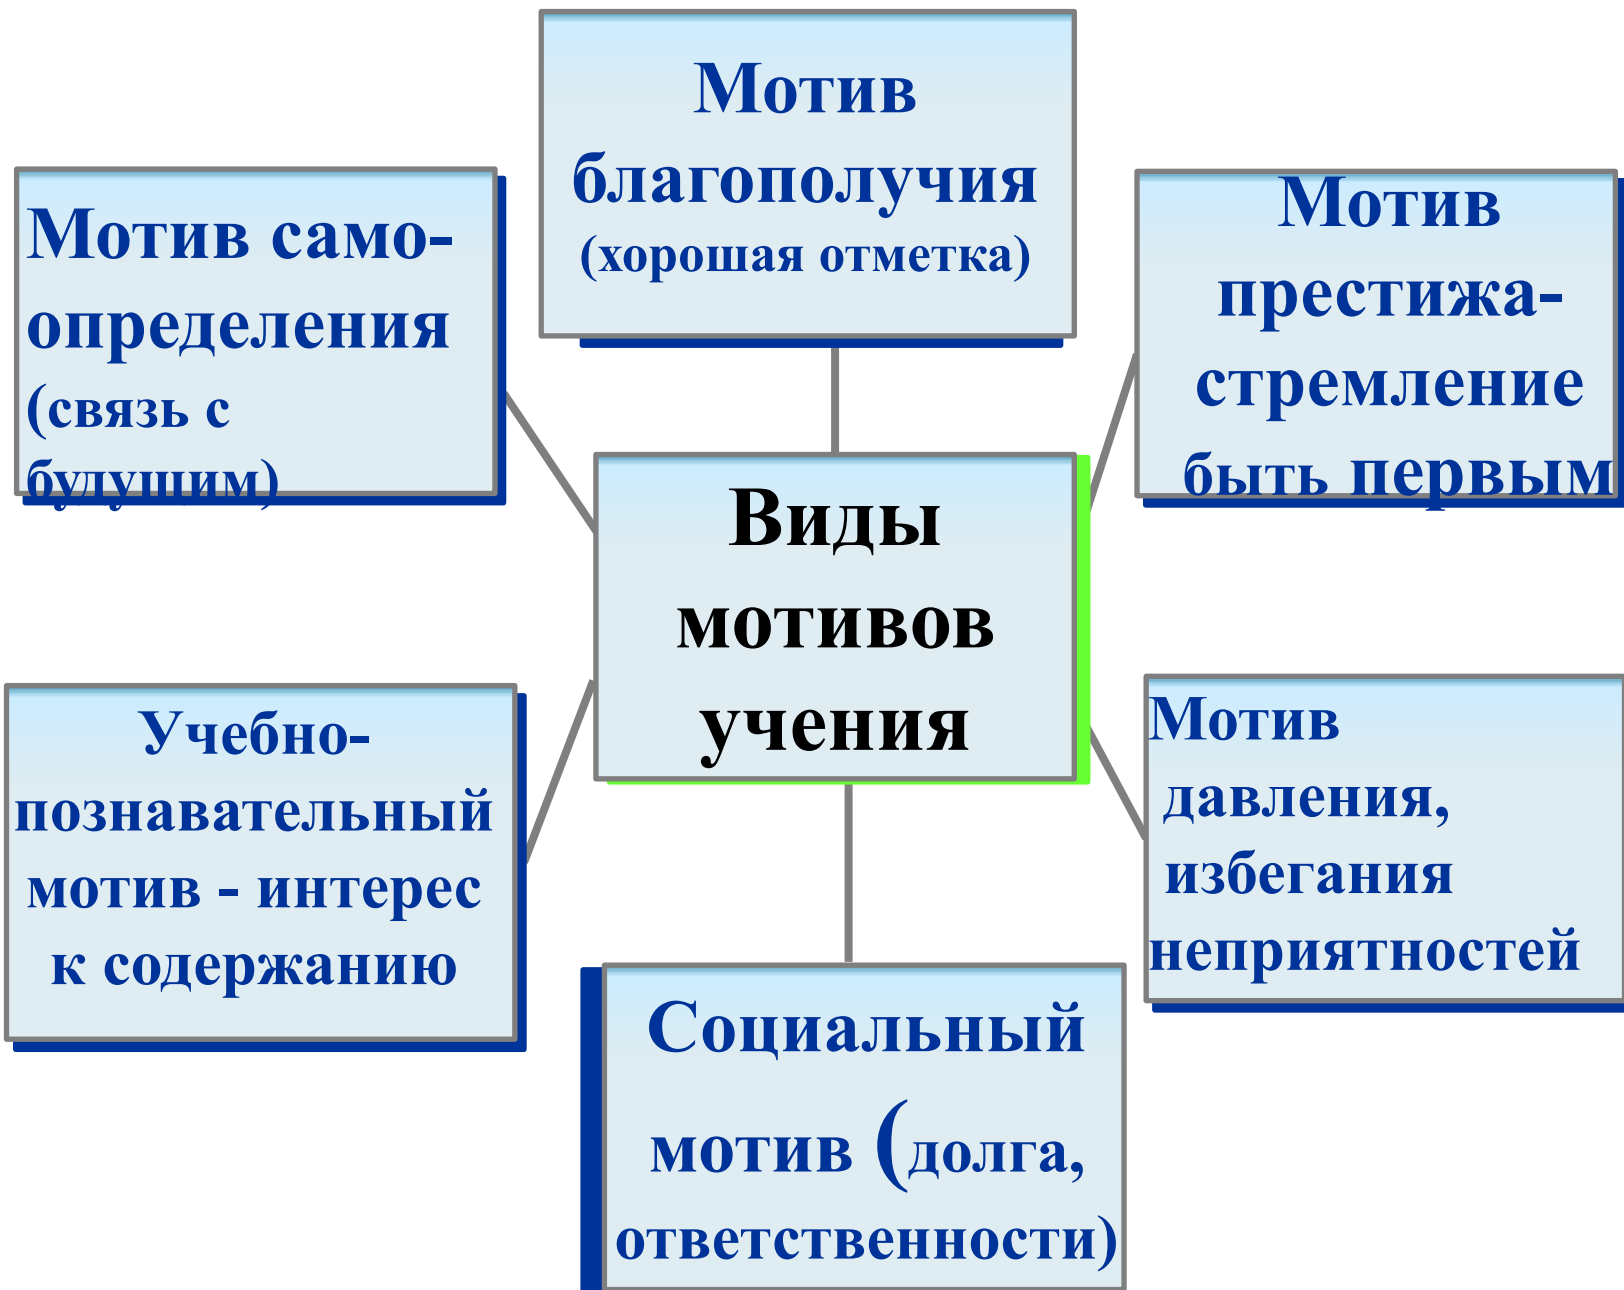 Мотив
благополучия
(хорошая отметка)
Мотив само-
определения
(связь с
будущим)
Мотив
престижа-
стремление
быть первым
Виды
мотивов
учения
Учебно-
познавательный
мотив - интерес
к содержанию
Мотив
давления,
избегания
неприятностей
Социальный
мотив (долга,
ответственности)